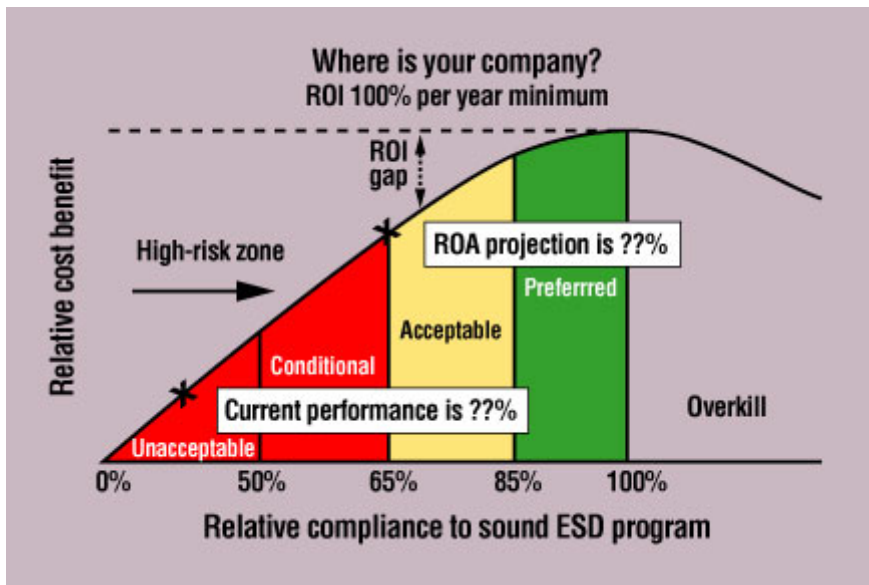 Where is your company?
ROI 100% per year minimum
ROI
gap
High-risk zone
ROA projection is ??%
Preferrred
Acceptable
Conditional
Current performance is ??%
Overkill
Unacceptable
0%
50%
65%
85%
100%
Relative cost benefit
Relative compliance to sound ESD program